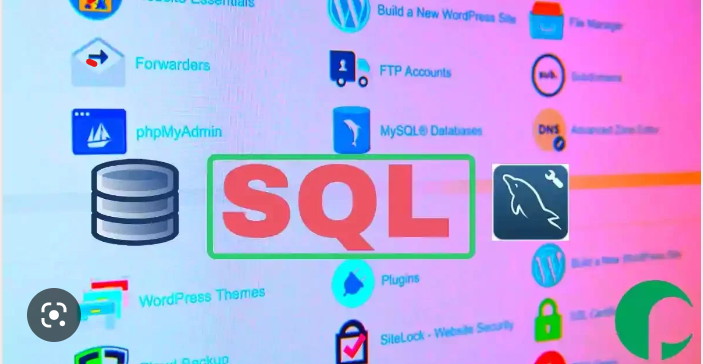 Website Essentials
Build a New WordPress Site
File Manager
Forwarders
FTP Accounts
sub.
Subdomains
phpMyAdmin
MySQL® Databases
DNS
Advanced Zone Editor
SQL
WordPress Themes
Plugins
Build a New WordPress Site
SiteLock - Website Security
SSL
Cloud Backup